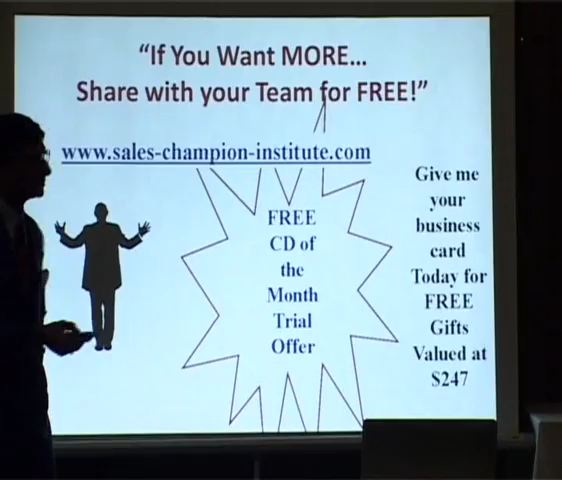 “If You Want MORE...
Share with your Team for FREE!”
www.sales-champion-institute.com
FREE
CD of
the
Month
Trial
Offer
Give me
your
business
card
Today for
FREE
Gifts
Valued at
$247